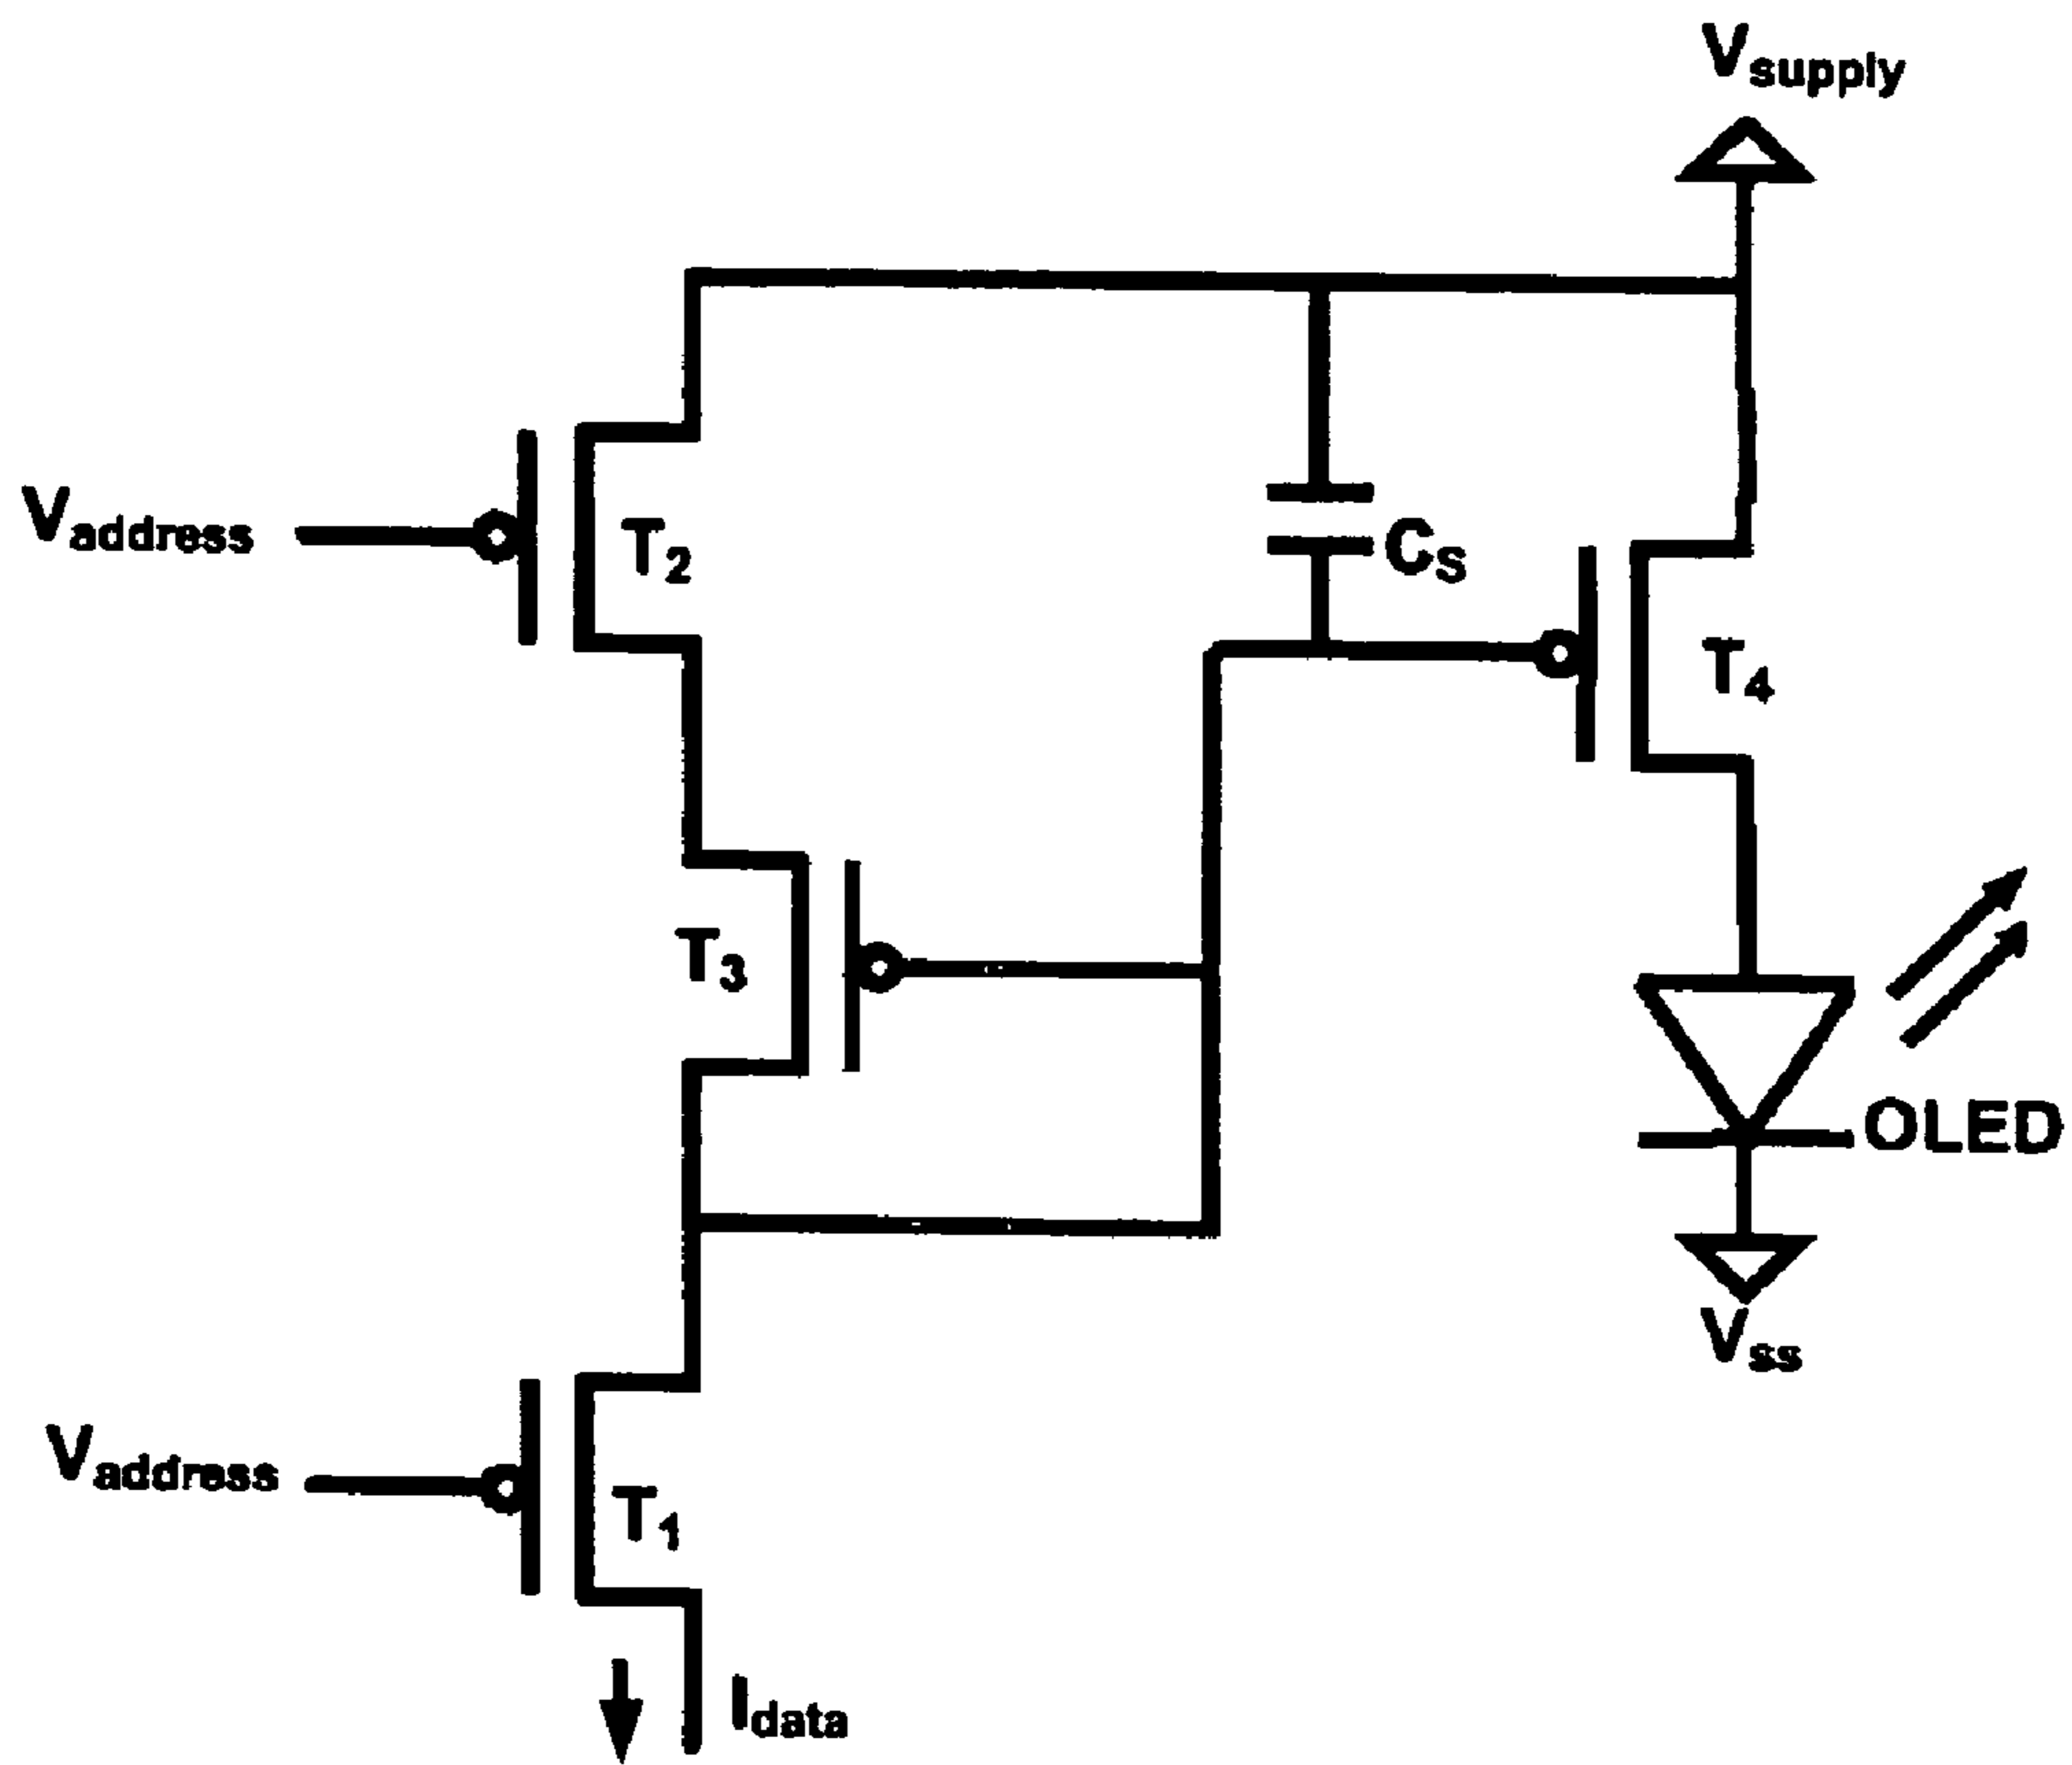 Vsupply
Vaddress
T2
CS
T4
T3
OLED
Vss
Vaddress
T1
Idata